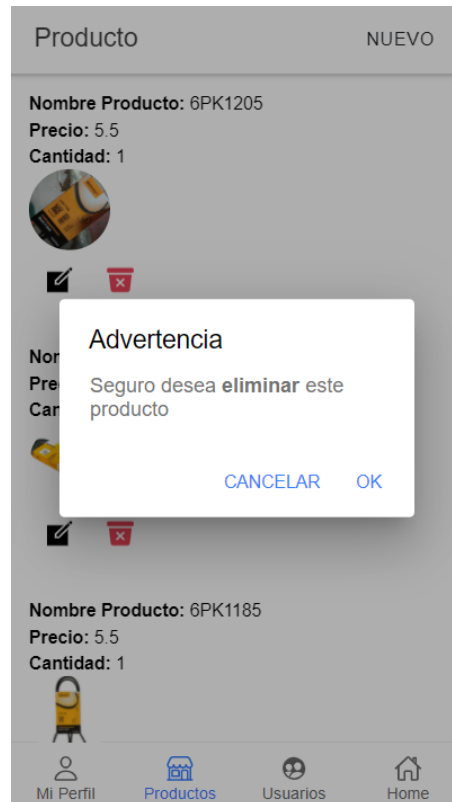 Producto
NUEVO
Nombre Producto: 6PK1205
Precio: 5.5
Cantidad: 1
Advertencia
Seguro desea eliminar este
producto
CANCELAR
OK
Nombre Producto: 6PK1185
Precio: 5.5
Cantidad: 1
Mi Perfil
Productos
Usuarios
Home